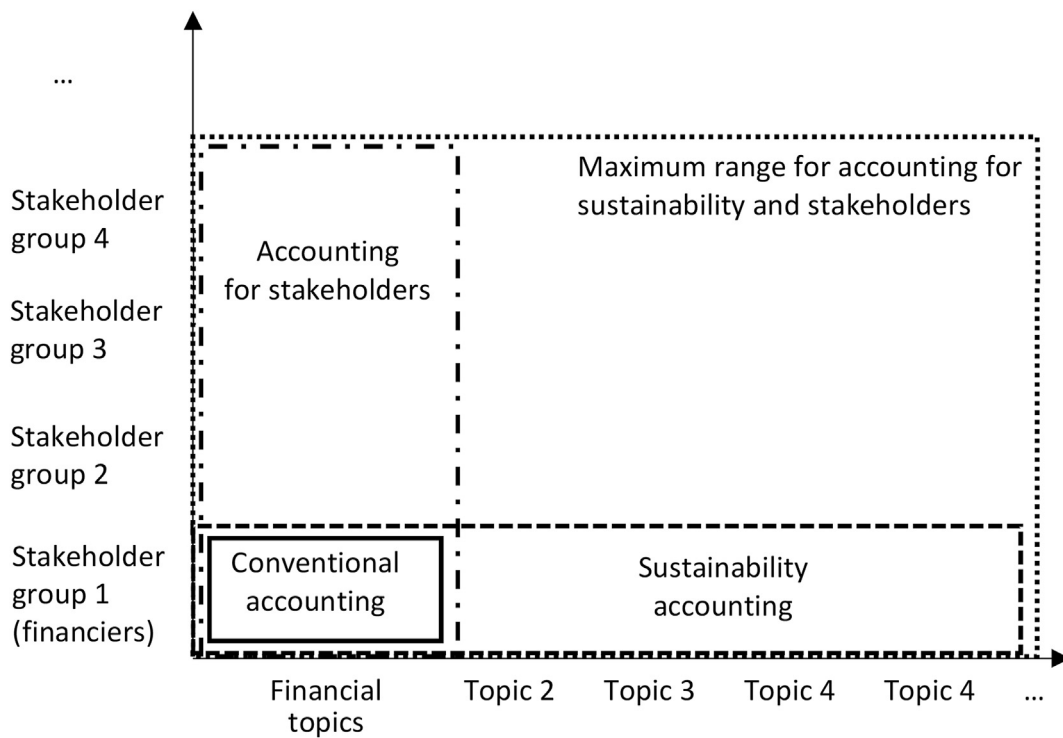 ...
Stakeholder
group 4
Stakeholder
group 3
Stakeholder
group 2
Stakeholder
group 1
(financiers)
Maximum range for accounting for
sustainability and stakeholders
Accounting
for stakeholders
Conventional
accounting
Sustainability
accounting
Financial
topics
Topic 2
Topic 3
Topic 4
Topic 4
...